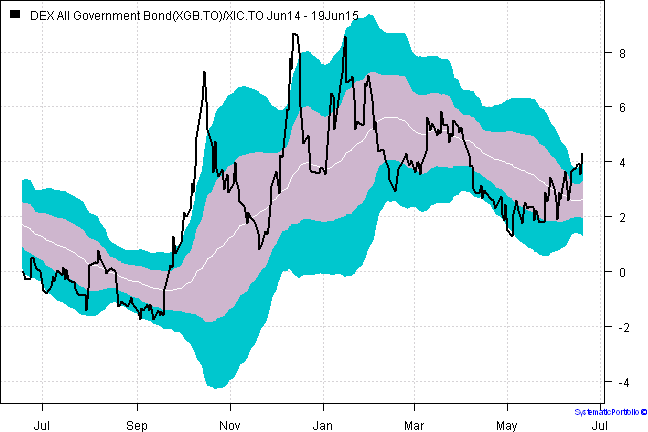 DEX All Government Bond(XGB.TO)/XIC.TO Jun14 - 19Jun15
8
6
4
2
0
-2
-4
SystematicPortfolio ©
Jul Sep Nov Jan Mar May Jul